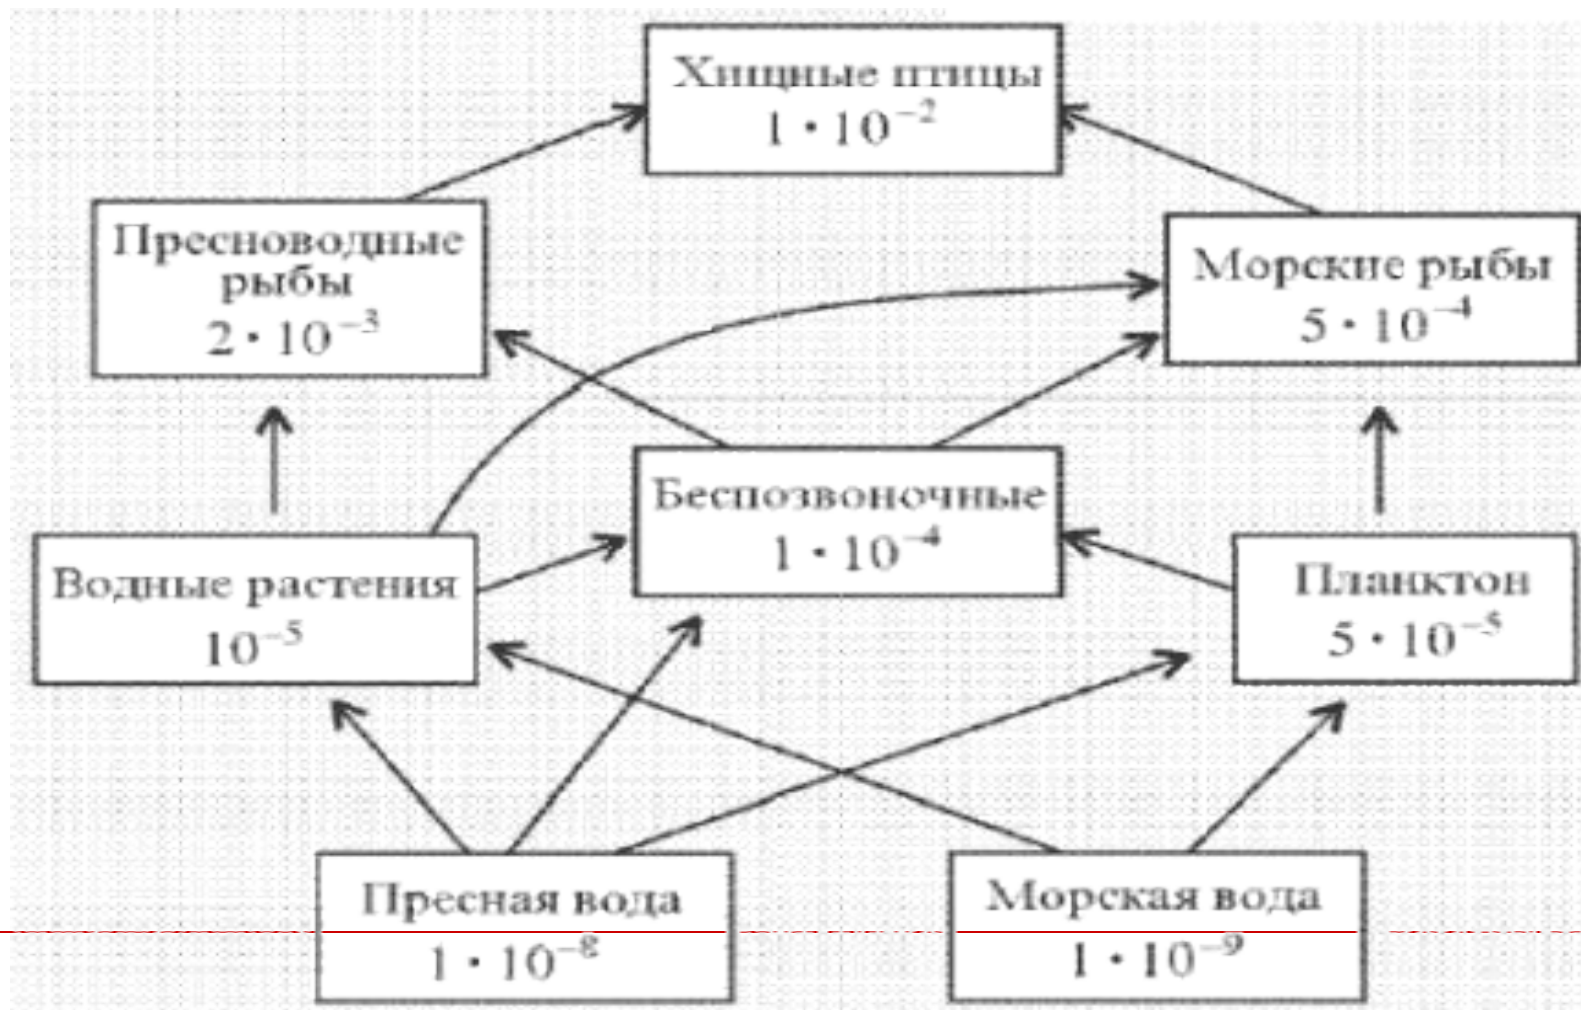 Хищные птицы
1 · 10⁻²
Пресноводные
рыбы
2 · 10⁻³
Морские рыбы
5 · 10⁻⁴
Беспозвоночные
1 · 10⁻⁴
Водные растения
10⁻⁵
Планктон
5 · 10⁻⁵
Пресная вода
1 · 10⁻⁸
Морская вода
1 · 10⁻⁹